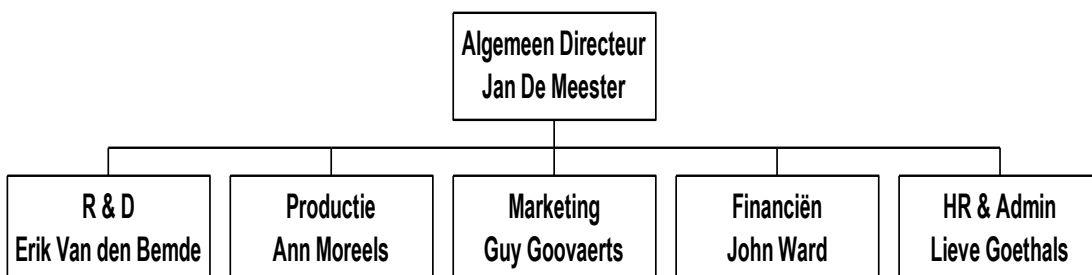 Algemeen Directeur
Jan De Meester
R & D
Erik Van den Bemde
Productie
Ann Moreels
Marketing
Guy Goovaerts
Financiën
John Ward
HR & Admin
Lieve Goethals